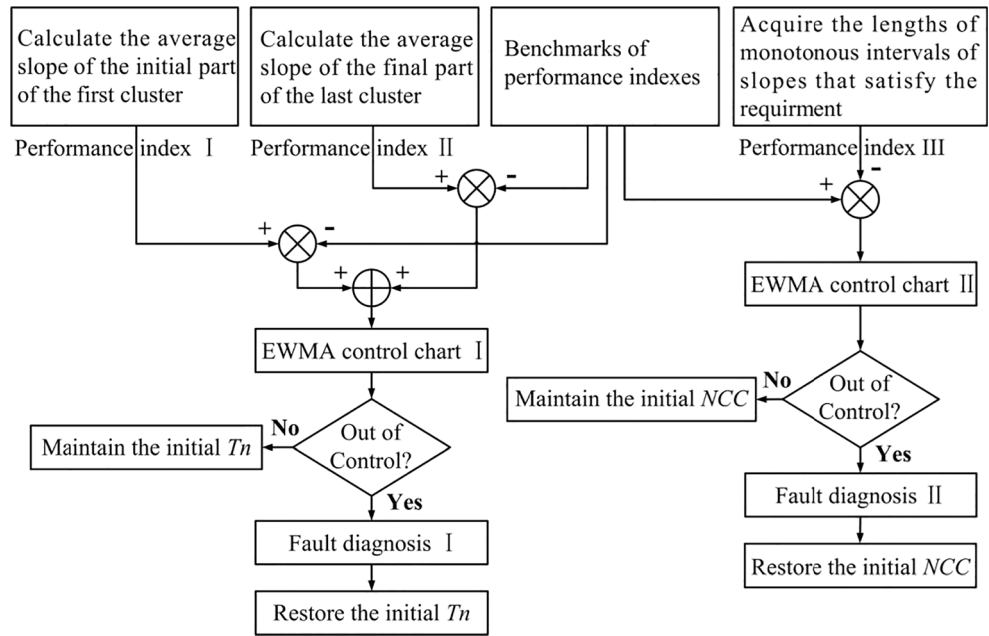 Calculate the average
slope of the initial part
of the first cluster
Calculate the average
slope of the final part
of the last cluster
Benchmarks of
performance indexes
Acquire the lengths of
monotonous intervals of
slopes that satisfy the
requirment
Performance index Ⅰ
Performance index Ⅱ
Performance index III
+
-
+
-
+
-
+
+
EWMA control chart Ⅱ
EWMA control chart Ⅰ
Out of
Control?
No
Maintain the initial NCC
Yes
Out of
Control?
No
Maintain the initial Tn
Yes
Fault diagnosis Ⅱ
Fault diagnosis Ⅰ
Restore the initial NCC
Restore the initial Tn